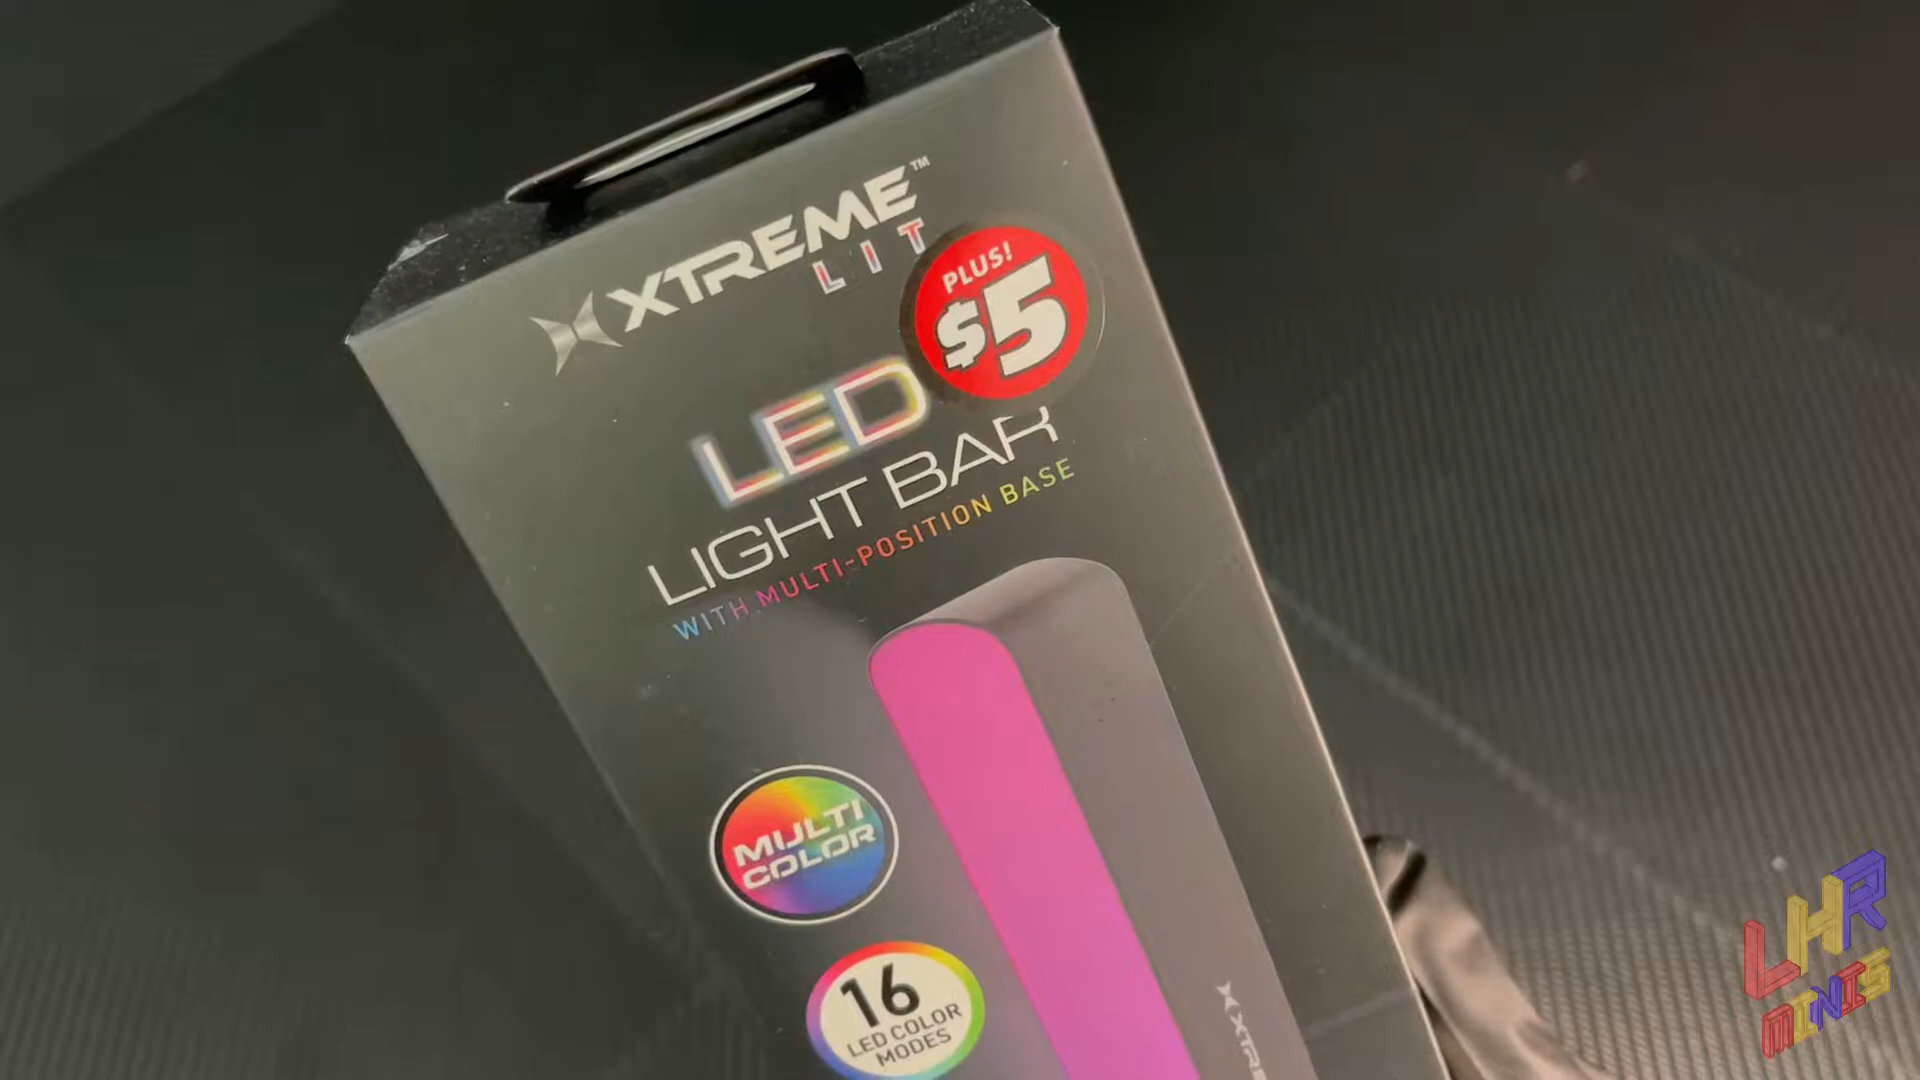 XTREME™
LIT
PLUS!
$5
LED
LIGHT BAR
WITH MULTI-POSITION BASE
MULTI
COLOR
16
LED COLOR
MODES
XTRE
LHR
MINIS